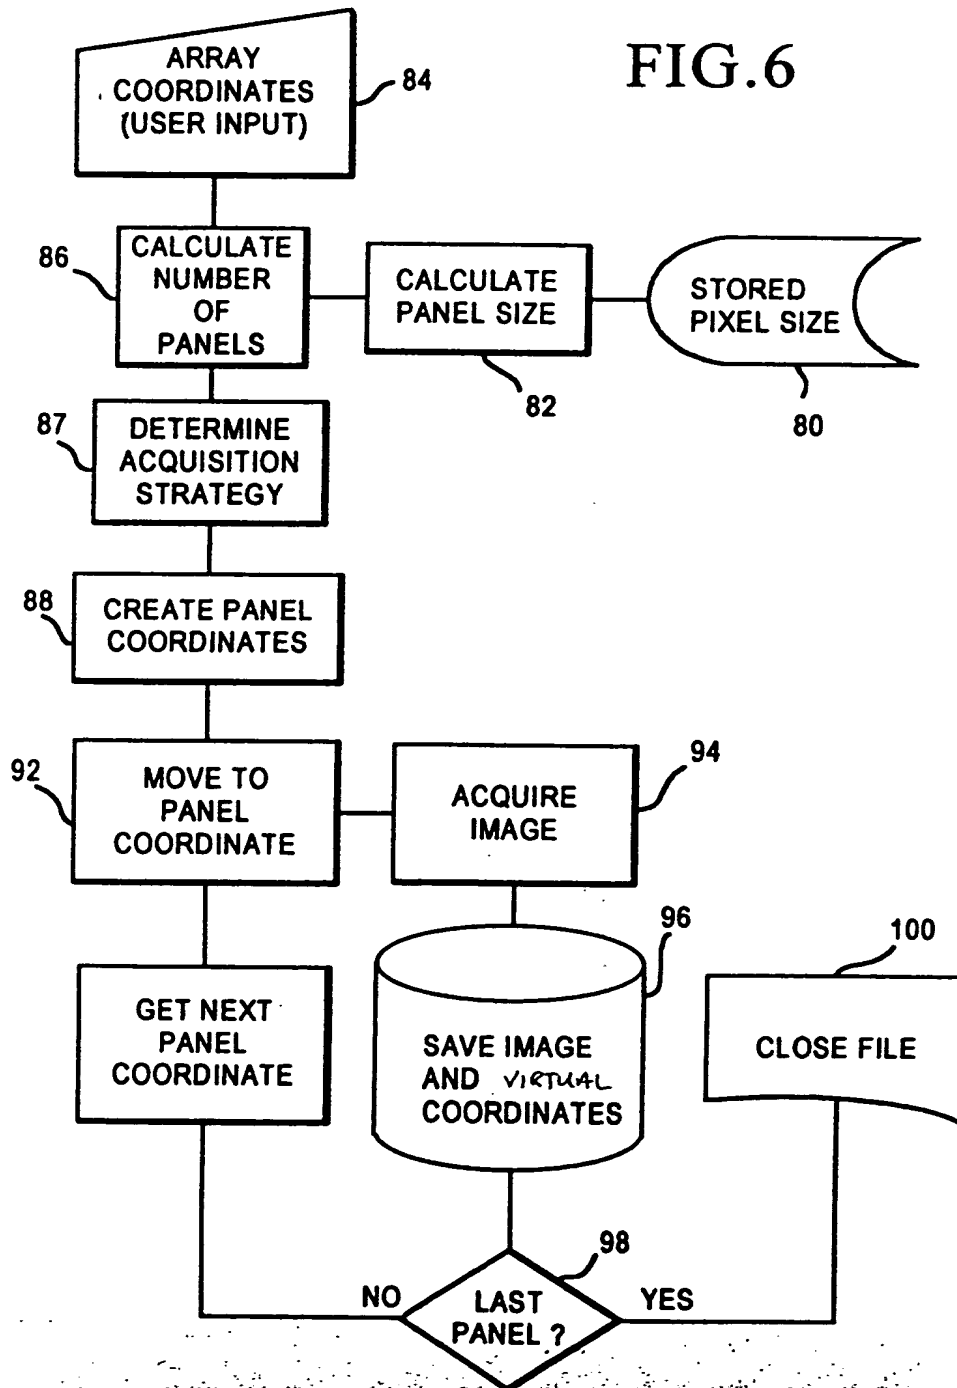 FIG.6
ARRAY
COORDINATES
(USER INPUT)
84
86
CALCULATE
NUMBER
OF
PANELS
CALCULATE
PANEL SIZE
82
STORED
PIXEL SIZE
80
87
DETERMINE
ACQUISITION
STRATEGY
88
CREATE PANEL
COORDINATES
92
MOVE TO
PANEL
COORDINATE
ACQUIRE
IMAGE
94
GET NEXT
PANEL
COORDINATE
96
SAVE IMAGE
AND VIRTUAL
COORDINATES
100
CLOSE FILE
98
NO
LAST
PANEL ?
YES